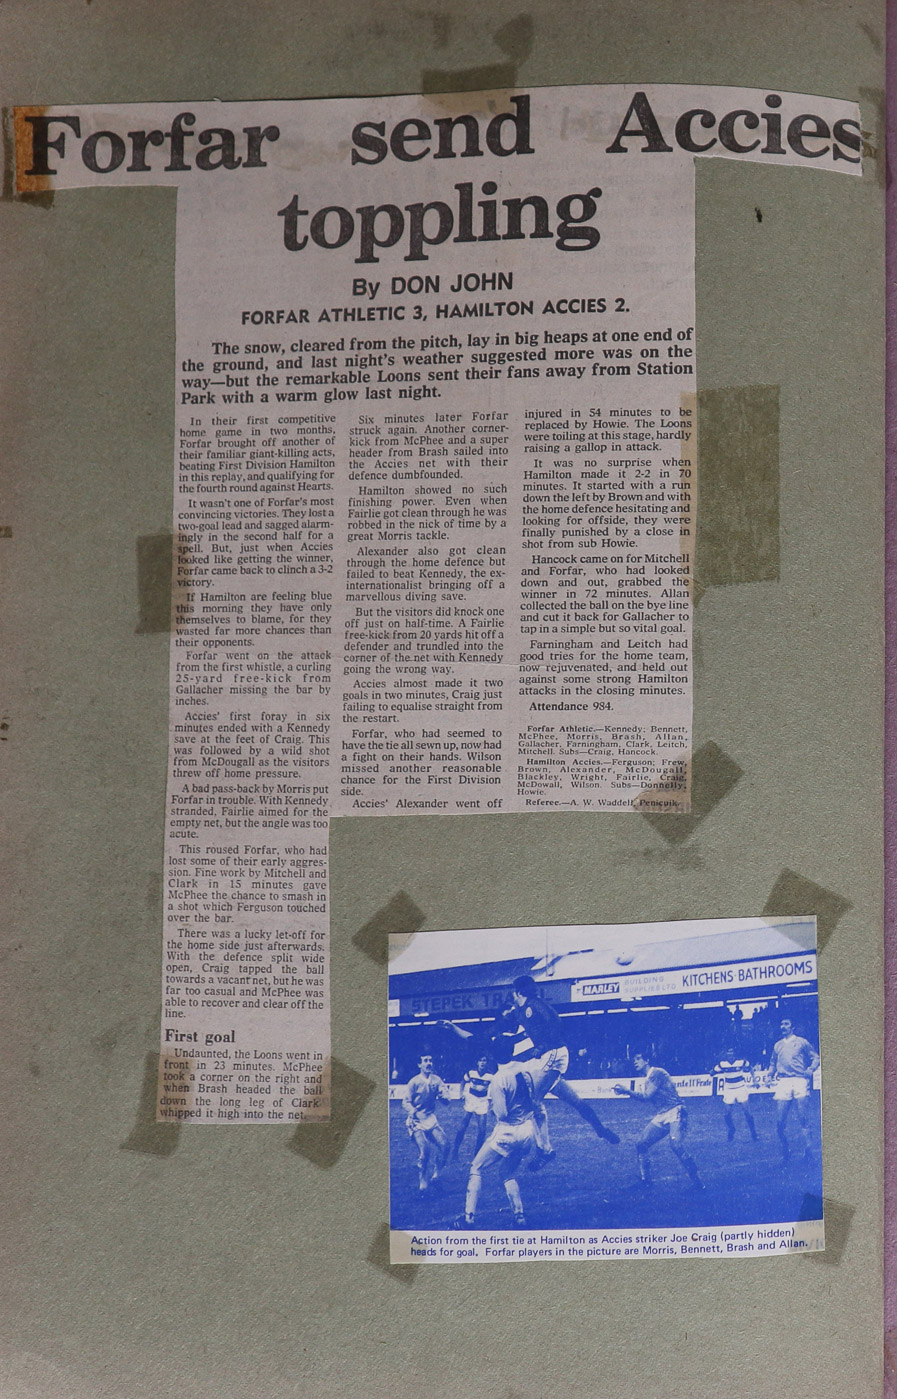 Forfar send Accies
toppling
By DON JOHN
FORFAR ATHLETIC 3, HAMILTON ACCIES 2.
The snow, cleared from the pitch, lay in big heaps at one end of
the ground, and last night's weather suggested more was on the
way—but the remarkable Loons sent their fans away from Station
Park with a warm glow last night.
In their first competitive
home game in two months,
Forfar brought off another of
their familiar giant-killing acts,
beating First Division Hamilton
in this replay, and qualifying for
the fourth round against Hearts.
It wasn't one of Forfar's most
convincing victories. They lost a
two-goal lead and sagged alarm-
ingly in the second half for a
spell. But, just when Accies
looked like getting the winner,
Forfar came back to clinch a 3-2
victory.
If Hamilton are feeling blue
this morning they have only
themselves to blame, for they
wasted far more chances than
their opponents.
Forfar went on the attack
from the first whistle, a curling
25-yard free-kick from
Gallacher missing the bar by
inches.
Accies' first foray in six
minutes ended with a Kennedy
save at the feet of Craig. This
was followed by a wild shot
from McDougall as the visitors
threw off home pressure.
A bad pass-back by Morris put
Forfar in trouble. With Kennedy
stranded, Fairlie aimed for the
empty net, but the angle was too
acute.
This roused Forfar, who had
lost some of their early aggres-
sion. Fine work by Mitchell and
Clark in 15 minutes gave
McPhee the chance to smash in
a shot which Ferguson touched
over the bar.
There was a lucky let-off for
the home side just afterwards.
With the defence split wide
open, Craig tapped the ball
towards a vacant net, but he was
far too casual and McPhee was
able to recover and clear off the
line.
First goal
Undaunted, the Loons went in
front in 23 minutes. McPhee
took a corner on the right and
when Brash headed the ball
down the long leg of Clark
whipped it high into the net.
Six minutes later Forfar
struck again. Another corner-
kick from McPhee and a super
header from Brash sailed into
the Accies net with their
defence dumbfounded.
Hamilton showed no such
finishing power. Even when
Fairlie got clean through he was
robbed in the nick of time by a
great Morris tackle.
Alexander also got clean
through the home defence but
failed to beat Kennedy, the ex-
internationalist bringing off a
marvellous diving save.
But the visitors did knock one
off just on half-time. A Fairlie
free-kick from 20 yards hit off a
defender and trundled into the
corner of the net with Kennedy
going the wrong way.
Accies almost made it two
goals in two minutes, Craig just
failing to equalise straight from
the restart.
Forfar, who had seemed to
have the tie all sewn up, now had
a fight on their hands. Wilson
missed another reasonable
chance for the First Division
side.
Accies' Alexander went off
injured in 54 minutes to be
replaced by Howie. The Loons
were toiling at this stage, hardly
raising a gallop in attack.
It was no surprise when
Hamilton made it 2-2 in 70
minutes. It started with a run
down the left by Brown and with
the home defence hesitating and
looking for offside, they were
finally punished by a close in
shot from sub Howie.
Hancock came on for Mitchell
and Forfar, who had looked
down and out, grabbed the
winner in 72 minutes. Allan
collected the ball on the bye line
and cut it back for Gallacher to
tap in a simple but so vital goal.
Farningham and Leitch had
good tries for the home team,
now rejuvenated, and held out
against some strong Hamilton
attacks in the closing minutes.
Attendance 984.
Forfar Athletic.—Kennedy; Bennett,
McPhee, Morris, Brash, Allan,
Gallacher, Farningham, Clark, Leitch,
Mitchell. Subs—Craig, Hancock.
Hamilton Accies.—Ferguson; Frew,
Brown, Alexander, McDougall,
Blackley, Wright, Fairlie, Craig,
McDowall, Wilson. Subs—Donnelly,
Howie.
Referee.—A. W. Waddell, Penicuik.
STEPEK
MARLEY BUILDING SUPPLIES LTD KITCHENS·BATHROOMS
Action from the first tie at Hamilton as Accies striker Joe Craig (partly hidden)
heads for goal. Forfar players in the picture are Morris, Bennett, Brash and Allan.